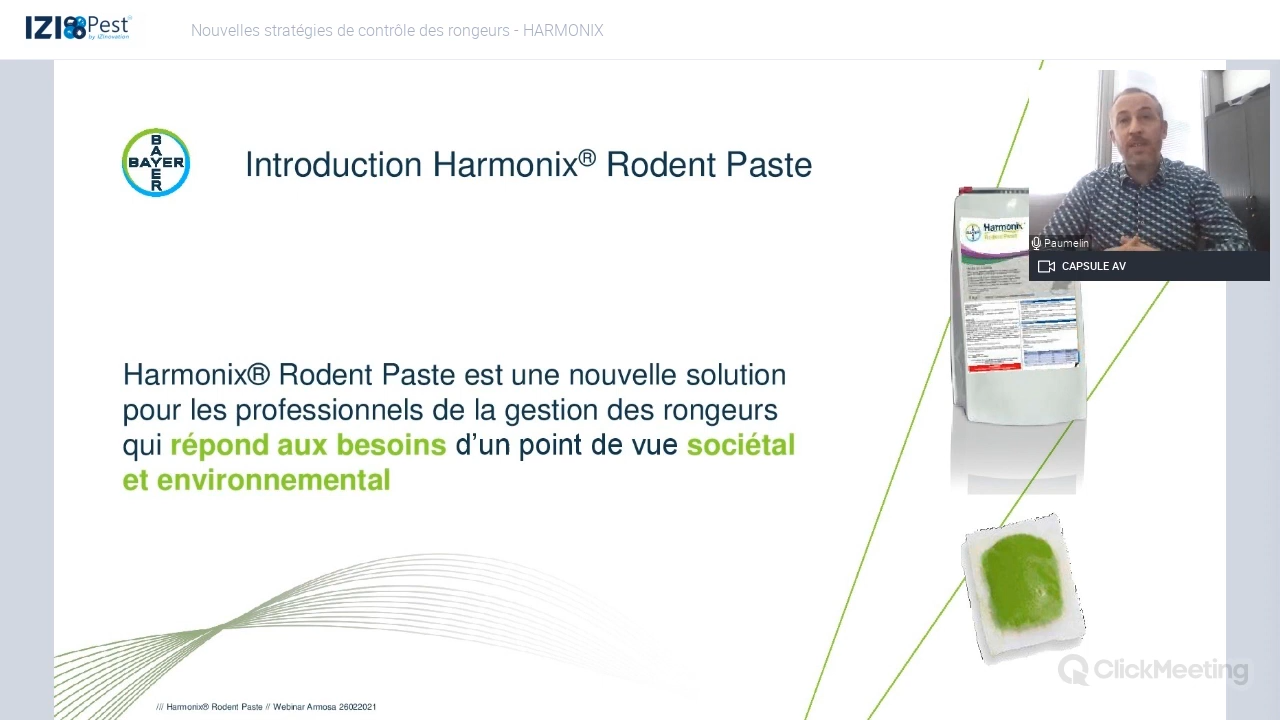 IZI Pest
by IZInovation
Nouvelles stratégies de contrôle des rongeurs - HARMONIX
BAYER
BAYER
Introduction Harmonix® Rodent Paste
Harmonix®
Rodent Paste
Paumelin
CAPSULE AV
Harmonix® Rodent Paste est une nouvelle solution
pour les professionnels de la gestion des rongeurs
qui répond aux besoins d’un point de vue sociétal
et environnemental
ClickMeeting
/// Harmonix® Rodent Paste // Webinar Armosa 26022021